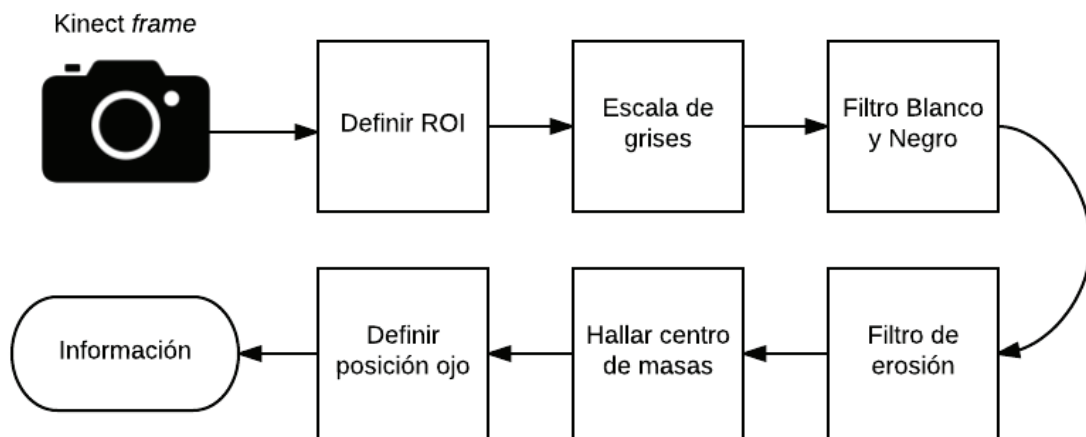 Kinect frame
Definir ROI
Escala de
grises
Filtro Blanco
y Negro
Filtro de
erosión
Hallar centro
de masas
Definir
posición ojo
Información